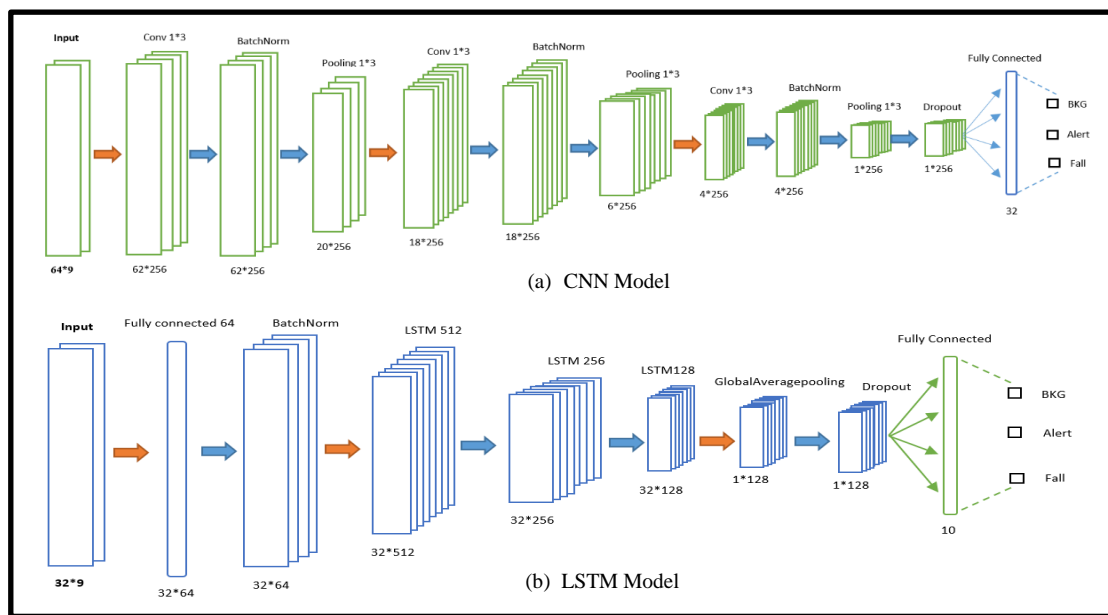 Input
Conv 1*3
BatchNorm
Pooling 1*3
Conv 1*3
BatchNorm
Pooling 1*3
Conv 1*3
BatchNorm
Pooling 1*3
Dropout
Fully Connected
BKG
Alert
Fall
64*9
62*256
62*256
20*256
18*256
18*256
6*256
4*256
4*256
1*256
1*256
32
(a) CNN Model
Input
Fully connected 64
BatchNorm
LSTM 512
LSTM 256
LSTM128
GlobalAveragepooling
Dropout
Fully Connected
BKG
Alert
Fall
32*9
32*64
32*64
32*512
32*256
32*128
1*128
1*128
10
(b) LSTM Model